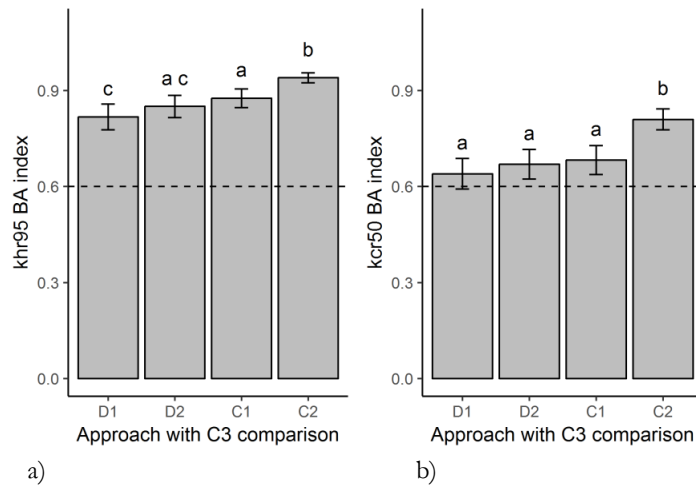 khr95 BA index
0.9
0.6
0.3
0.0
c
a c
a
b
D1 D2 C1 C2
Approach with C3 comparison
a)
kcr50 BA index
0.9
0.6
0.3
0.0
a
a
a
b
D1 D2 C1 C2
Approach with C3 comparison
b)